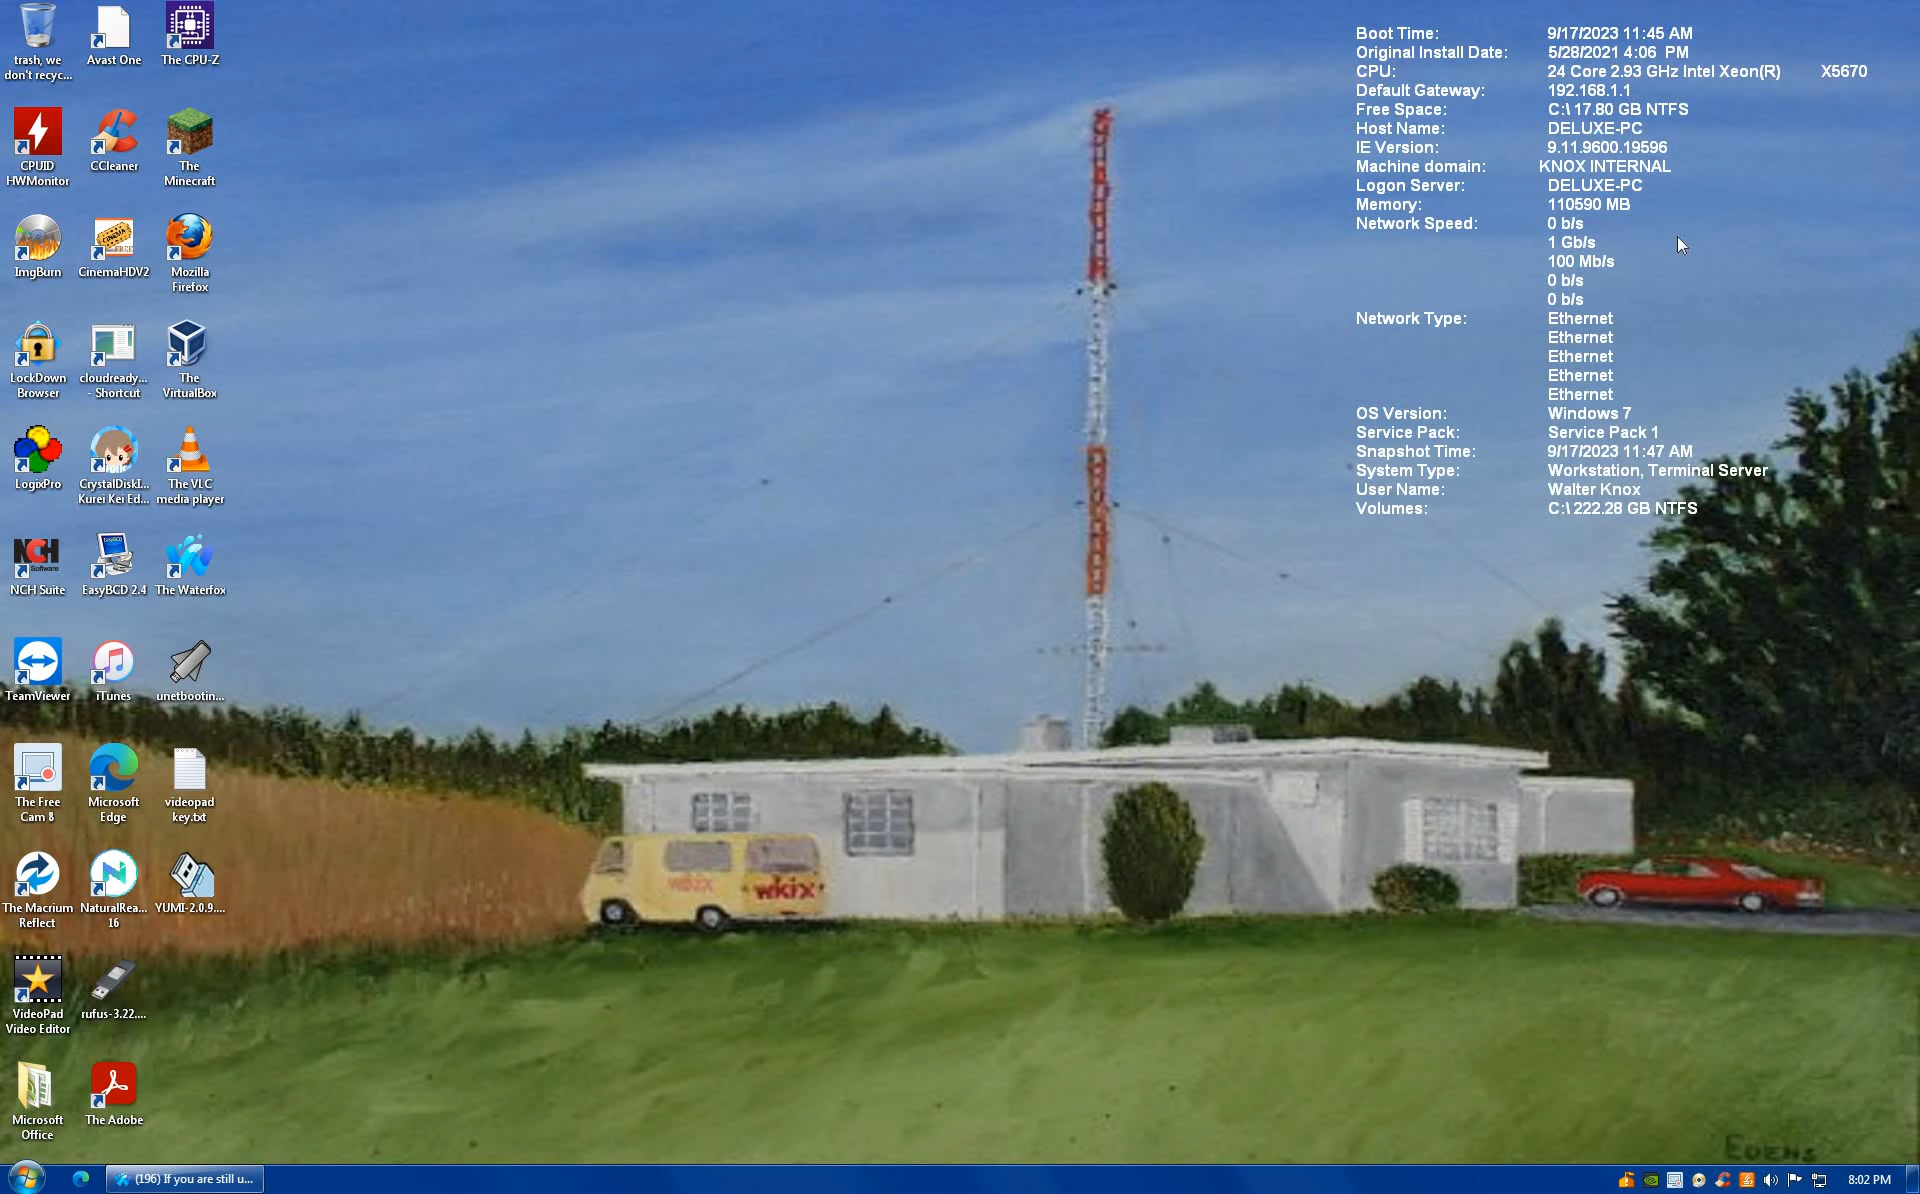 trash, we
don't recyc...
Avast One
The CPU-Z
CPUID
HWMonitor
CCleaner
The
Minecraft
ImgBurn
CINEMA
FREE
CinemaHDV2
Mozilla
Firefox
LockDown
Browser
cloudready...
- Shortcut
The
VirtualBox
LogixPro
CrystalDiskI...
Kurei Kei Ed...
The VLC
media player
NCH
Software
NCH Suite
EasyBCD
EasyBCD 2.4
The Waterfox
TeamViewer
iTunes
unetbootin...
The Free
Cam 8
Microsoft
Edge
videopad
key.txt
The Macrium
Reflect
NaturalRea...
16
YUMI-2.0.9....
VideoPad
Video Editor
rufus-3.22....
Microsoft
Office
The Adobe
Boot Time: 9/17/2023 11:45 AM
Original Install Date: 5/28/2021 4:06 PM
CPU: 24 Core 2.93 GHz Intel Xeon(R) X5670
Default Gateway: 192.168.1.1
Free Space: C:\ 17.80 GB NTFS
Host Name: DELUXE-PC
IE Version: 9.11.9600.19596
Machine domain: KNOX INTERNAL
Logon Server: DELUXE-PC
Memory: 110590 MB
Network Speed: 0 b/s
1 Gb/s
100 Mb/s
0 b/s
0 b/s
Network Type: Ethernet
Ethernet
Ethernet
Ethernet
Ethernet
OS Version: Windows 7
Service Pack: Service Pack 1
Snapshot Time: 9/17/2023 11:47 AM
System Type: Workstation, Terminal Server
User Name: Walter Knox
Volumes: C:\ 222.28 GB NTFS
wkix
wkix
EDENS
(196) If you are still u...
8:02 PM